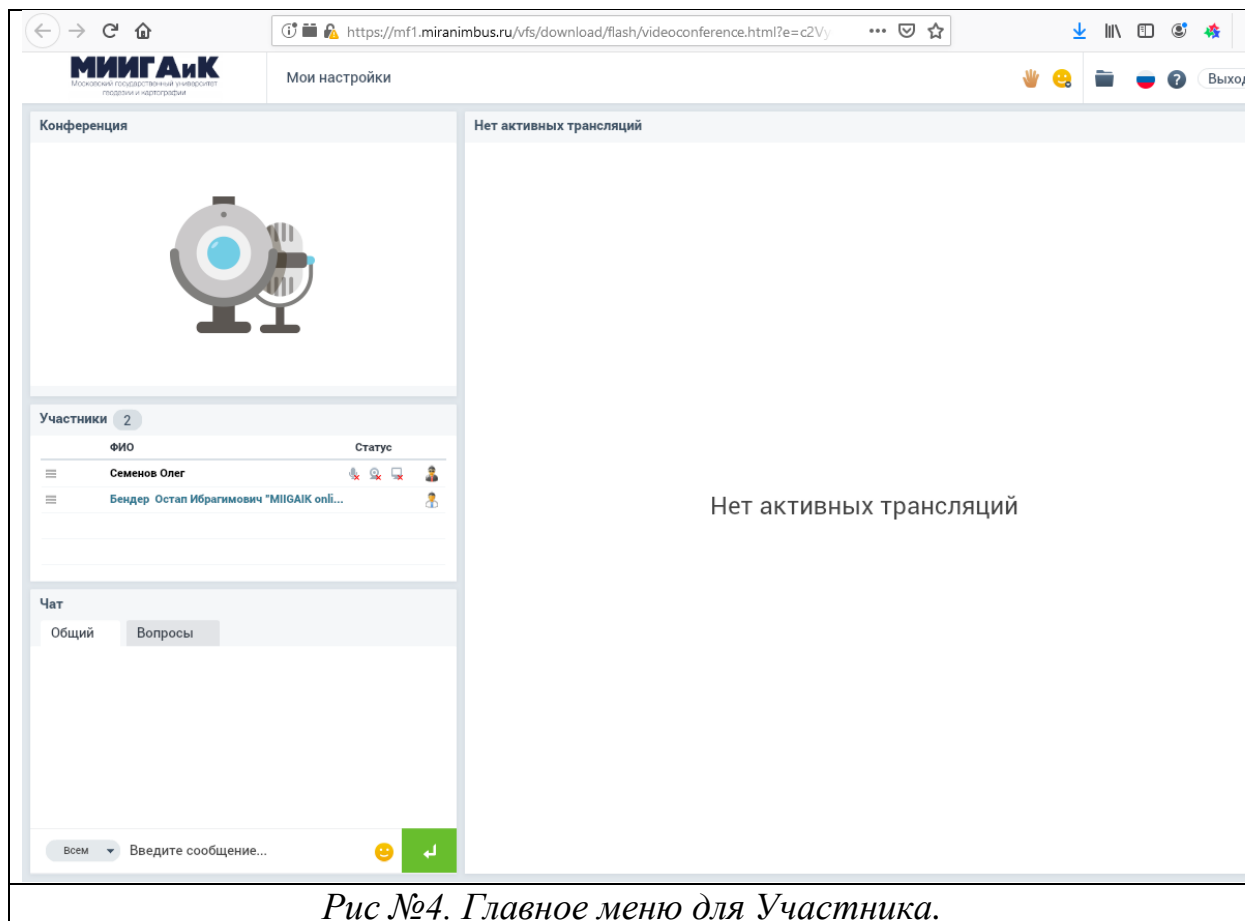 https://mf1.miranimbus.ru/vfs/download/flash/videoconference.html?e=c2Vy
МИИГАиК
Московский государственный университет
геодезии и картографии
Мои настройки
Выход
Конференция
Нет активных трансляций
Участники 2
ФИО Статус
Семенов Олег
Бендер Остап Ибрагимович "MIIGAIK onli...
Нет активных трансляций
Чат
Общий Вопросы
Всем Введите сообщение...
Рис №4. Главное меню для Участника.